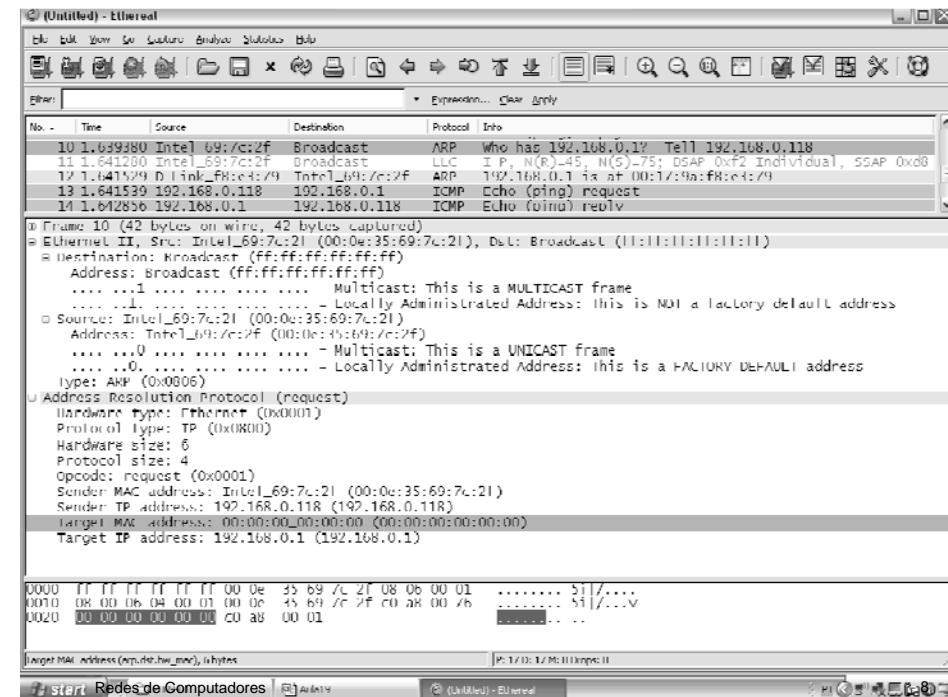 (Untitled) - Ethereal
File Edit View Go Capture Analyze Statistics Help
Filter: Expression... Clear Apply
No. - Time Source Destination Protocol Info
10 1.639380 Intel_69:7c:2f Broadcast ARP Who has 192.168.0.1? Tell 192.168.0.118
11 1.641280 Intel_69:7c:2f Broadcast LLC I P, N(R)=45, N(S)=75; DSAP 0xf2 Individual, SSAP 0xd8
12 1.641529 D-Link_f8:e3:79 Intel_69:7c:2f ARP 192.168.0.1 is at 00:17:9a:f8:e3:79
13 1.641539 192.168.0.118 192.168.0.1 ICMP Echo (ping) request
14 1.642856 192.168.0.1 192.168.0.118 ICMP Echo (ping) reply
Frame 10 (42 bytes on wire, 42 bytes captured)
Ethernet II, Src: Intel_69:7c:2f (00:0e:35:69:7c:2f), Dst: Broadcast (ff:ff:ff:ff:ff:ff)
Destination: Broadcast (ff:ff:ff:ff:ff:ff)
Address: Broadcast (ff:ff:ff:ff:ff:ff)
.... ...1 .... .... .... .... = Multicast: This is a MULTICAST frame
.... ..1. .... .... .... .... = Locally Administrated Address: This is NOT a factory default address
Source: Intel_69:7c:2f (00:0e:35:69:7c:2f)
Address: Intel_69:7c:2f (00:0e:35:69:7c:2f)
.... ...0 .... .... .... .... = Multicast: This is a UNICAST frame
.... ..0. .... .... .... .... = Locally Administrated Address: This is a FACTORY DEFAULT address
Type: ARP (0x0806)
Address Resolution Protocol (request)
Hardware type: Ethernet (0x0001)
Protocol type: IP (0x0800)
Hardware size: 6
Protocol size: 4
Opcode: request (0x0001)
Sender MAC address: Intel_69:7c:2f (00:0e:35:69:7c:2f)
Sender IP address: 192.168.0.118 (192.168.0.118)
Target MAC address: 00:00:00_00:00:00 (00:00:00:00:00:00)
Target IP address: 192.168.0.1 (192.168.0.1)
0000 ff ff ff ff ff ff 00 0e 35 69 7c 2f 08 06 00 01 ........ 5i|/....
0010 08 00 06 04 00 01 00 0e 35 69 7c 2f c0 a8 00 76 ........ 5i|/...v
0020 00 00 00 00 00 00 c0 a8 00 01 ........ ..
Target MAC address (arp.dst.hw_mac), 6 bytes P: 17 D: 17 M: 0 Drops: 0
start Redes de Computadores Aula19 (Untitled) - Ethereal PT 8